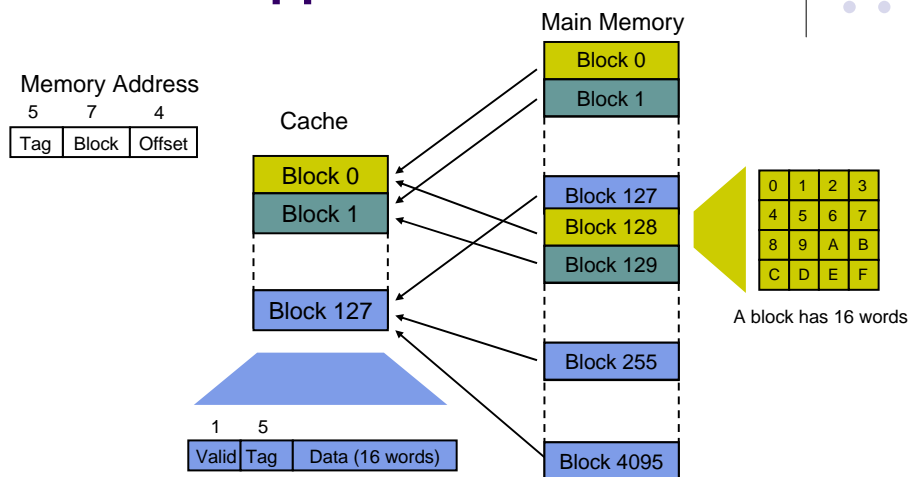 Main Memory
Block 0
Block 1
Block 127
Block 128
Block 129
Block 255
Block 4095
Memory Address
5 7 4
Tag Block Offset
Cache
Block 0
Block 1
Block 127
1 5
Valid Tag Data (16 words)
0 1 2 3
4 5 6 7
8 9 A B
C D E F
A block has 16 words